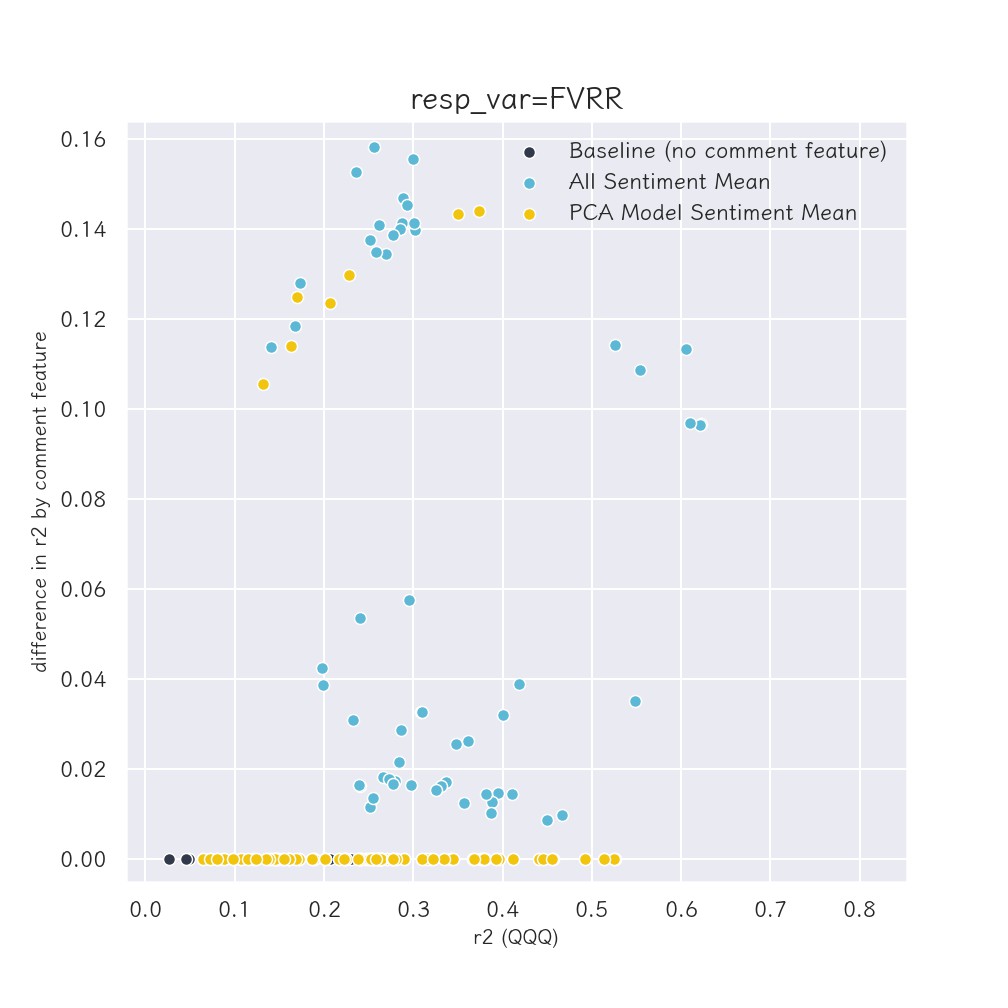 resp_var=FVRR
Baseline (no comment feature)
All Sentiment Mean
PCA Model Sentiment Mean
difference in r2 by comment feature
0.16
0.14
0.12
0.10
0.08
0.06
0.04
0.02
0.00
0.0 0.1 0.2 0.3 0.4 0.5 0.6 0.7 0.8
r2 (QQQ)